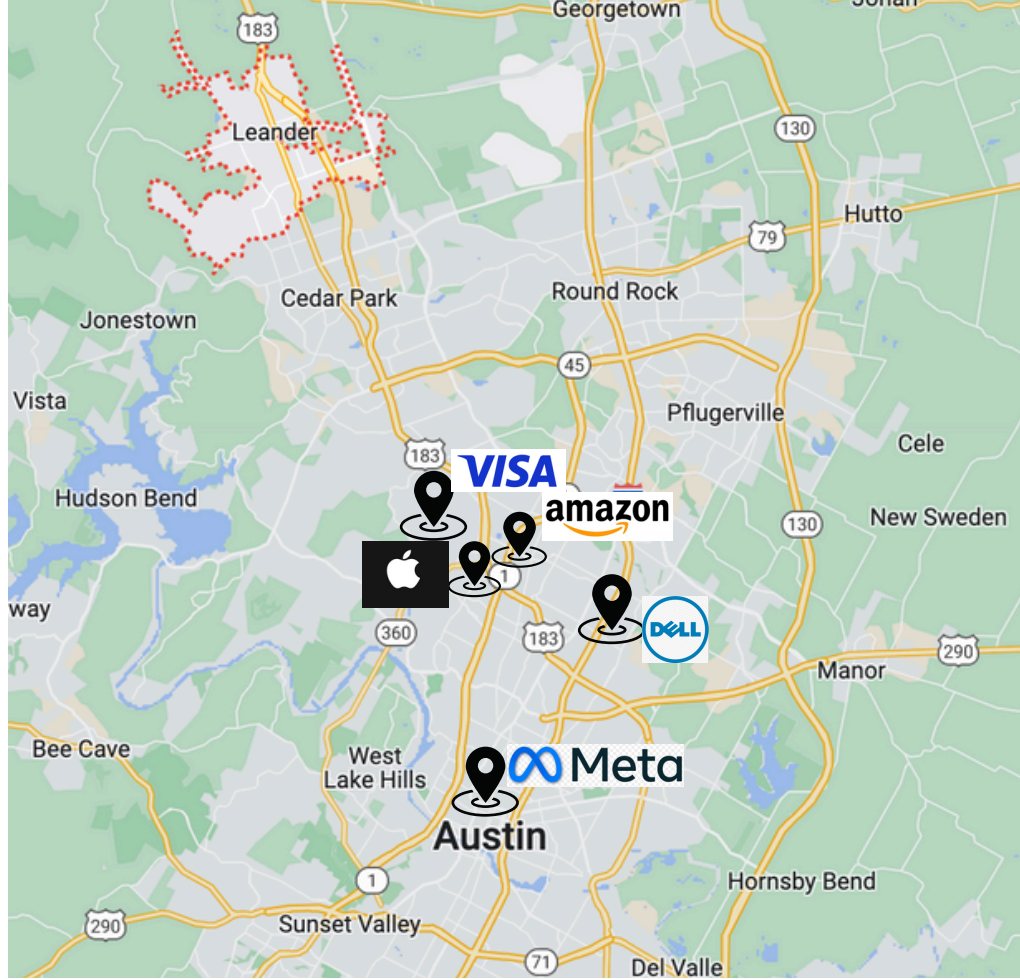 Georgetown
183
Leander
130
Hutto
79
Cedar Park
Round Rock
Jonestown
45
Vista
Pflugerville
Cele
183
VISA
Hudson Bend
amazon
New Sweden
130
1
way
360
183
DELL
290
Manor
Bee Cave
West
Lake Hills
Meta
Austin
1
Hornsby Bend
290
Sunset Valley
71
Del Valle